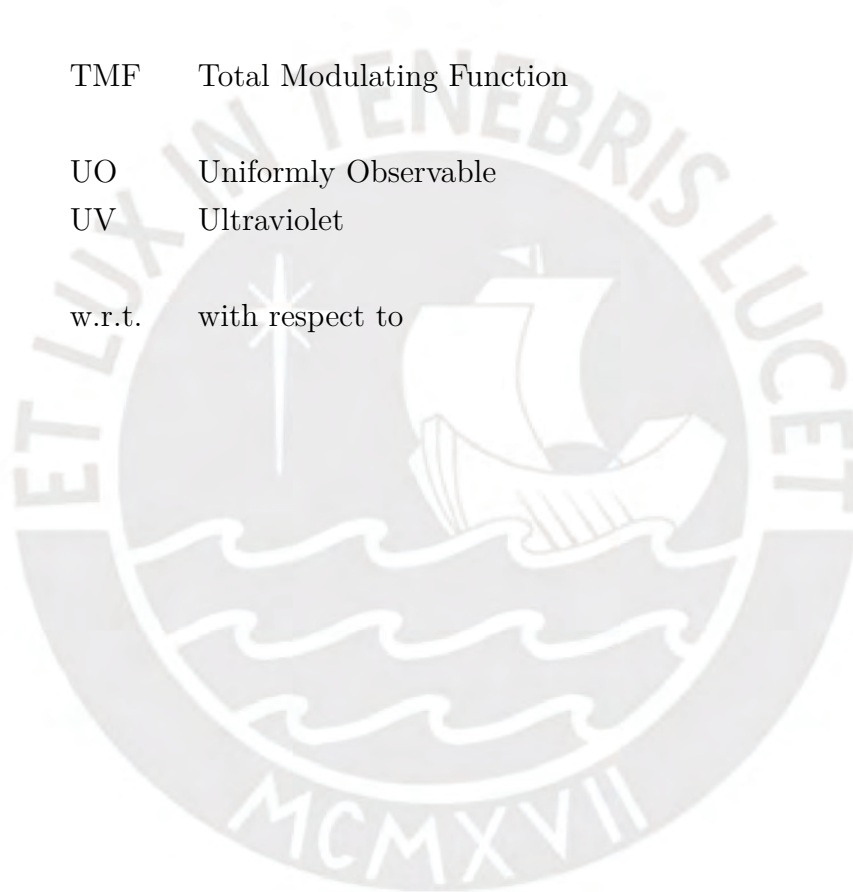 TMF Total Modulating Function
UO Uniformly Observable
UV Ultraviolet
w.r.t. with respect to
ET LUX IN TENEBRIS LUCET
MCMXVII